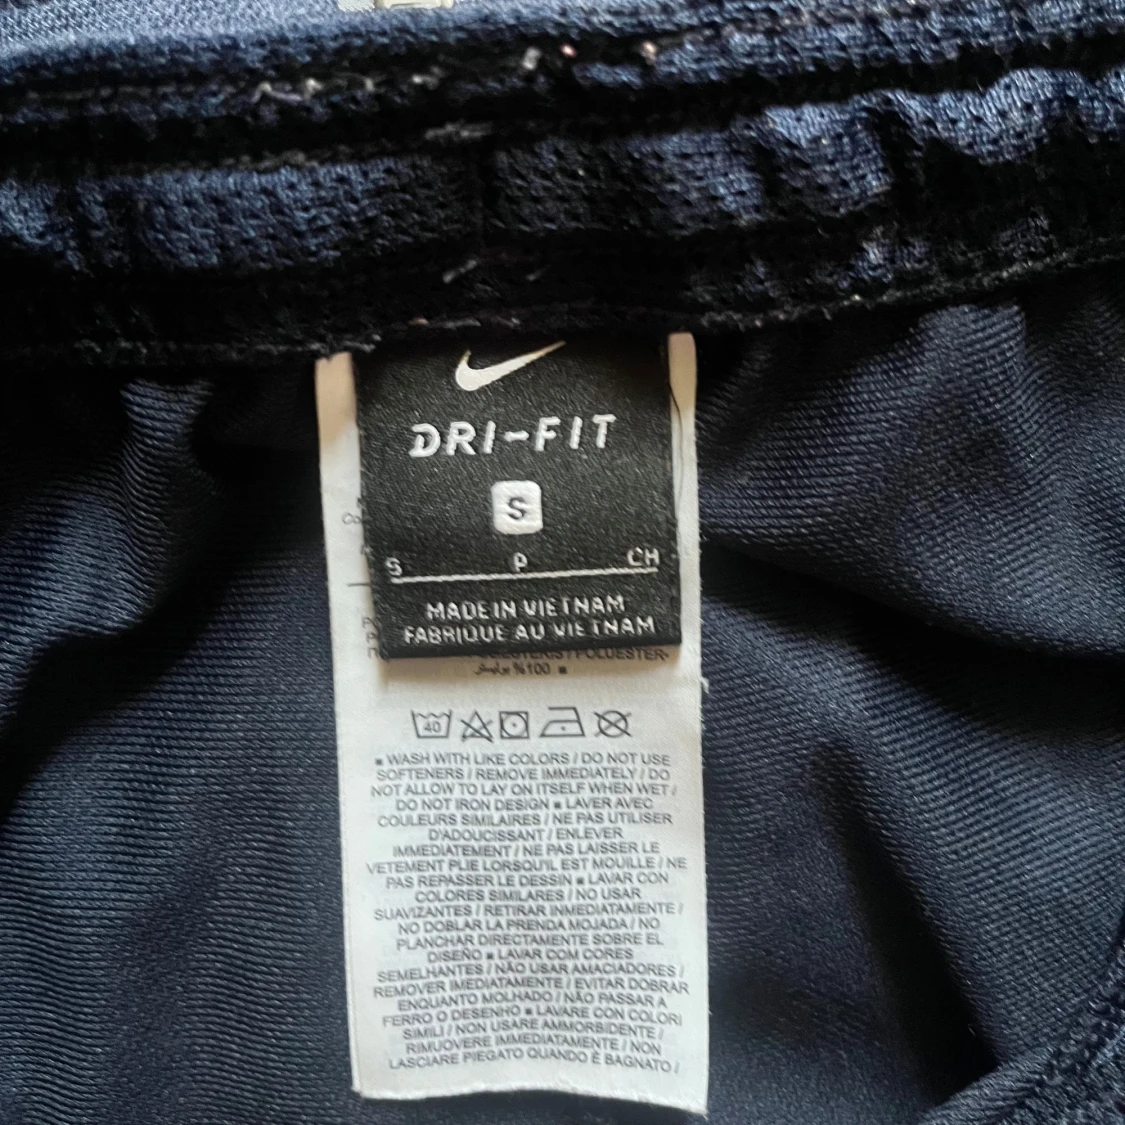 DRI-FIT
S
S P CH
MADE IN VIETNAM
FABRIQUE AU VIETNAM
/ POLUESTER-
%100 ■
40
■ WASH WITH LIKE COLORS / DO NOT USE
SOFTENERS / REMOVE IMMEDIATELY / DO
NOT ALLOW TO LAY ON ITSELF WHEN WET /
DO NOT IRON DESIGN ■ LAVER AVEC
COULEURS SIMILAIRES / NE PAS UTILISER
D'ADOUCISSANT / ENLEVER
IMMEDIATEMENT / NE PAS LAISSER LE
VETEMENT PLIE LORSQU'IL EST MOUILLE / NE
PAS REPASSER LE DESSIN ■ LAVAR CON
COLORES SIMILARES / NO USAR
SUAVIZANTES / RETIRAR INMEDIATAMENTE /
NO DOBLAR LA PRENDA MOJADA / NO
PLANCHAR DIRECTAMENTE SOBRE EL
DISEÑO ■ LAVAR COM CORES
SEMELHANTES / NÃO USAR AMACIADORES /
REMOVER IMEDIATAMENTE / EVITAR DOBRAR
ENQUANTO MOLHADO / NÃO PASSAR A
FERRO O DESENHO ■ LAVARE CON COLORI
SIMILI / NON USARE AMMORBIDENTE /
RIMUOVERE IMMEDIATAMENTE / NON
LASCIARE PIEGATO QUANDO È BAGNATO /